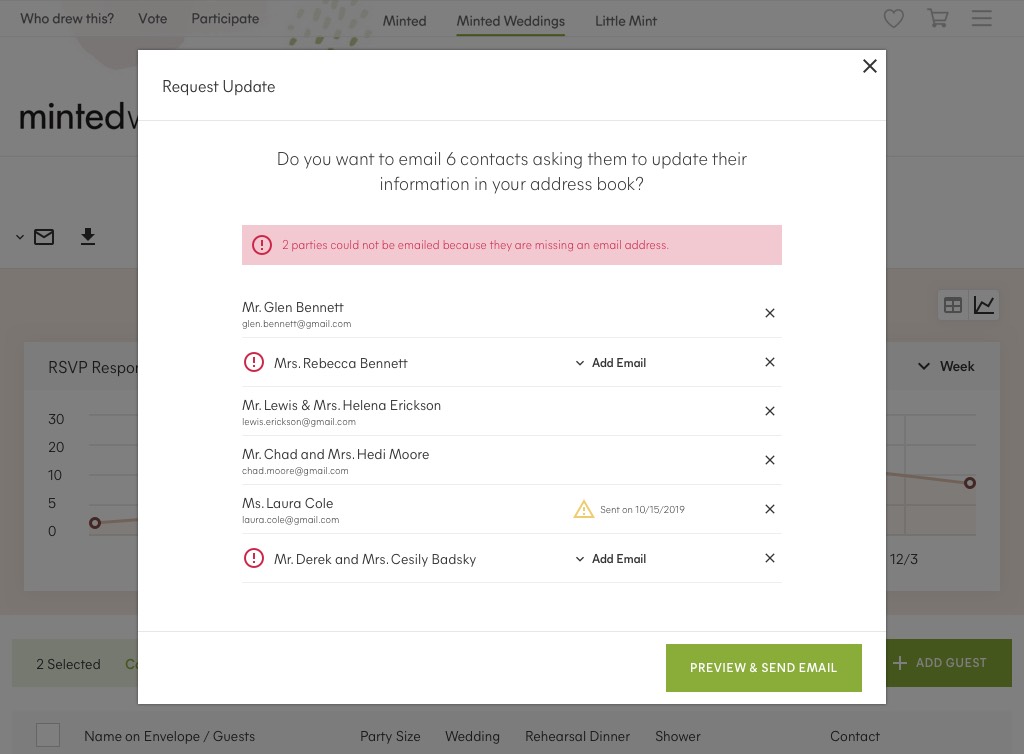 Who drew this? Vote Participate Minted Minted Weddings Little Mint
Request Update
minted
Do you want to email 6 contacts asking them to update their
information in your address book?
2 parties could not be emailed because they are missing an email address.
Mr. Glen Bennett
glen.bennett@gmail.com
Mrs. Rebecca Bennett Add Email
Mr. Lewis & Mrs. Helena Erickson
lewis.erickson@gmail.com
Mr. Chad and Mrs. Hedi Moore
chad.moore@gmail.com
Ms. Laura Cole
laura.cole@gmail.com
Sent on 10/15/2019
Mr. Derek and Mrs. Cesily Badsky Add Email
PREVIEW & SEND EMAIL
RSVP Respon
Week
30
20
10
5
0
12/3
2 Selected
ADD GUEST
Name on Envelope / Guests Party Size Wedding Rehearsal Dinner Shower Contact